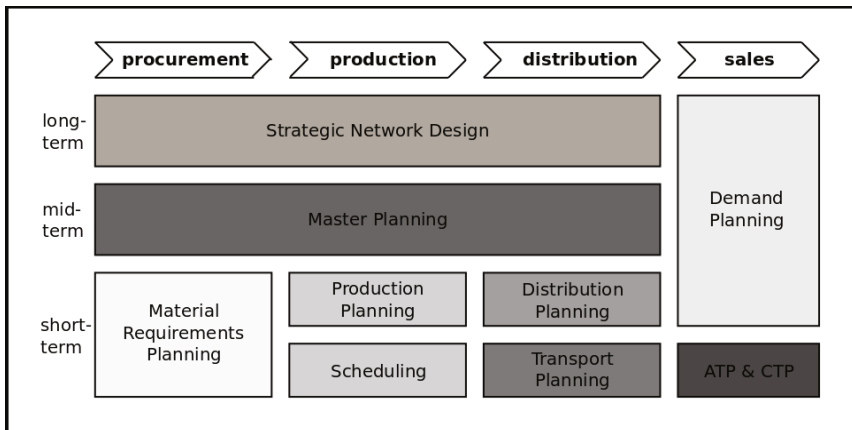 procurement
production
distribution
sales
long-
term
Strategic Network Design
mid-
term
Master Planning
Demand
Planning
short-
term
Material
Requirements
Planning
Production
Planning
Distribution
Planning
Scheduling
Transport
Planning
ATP & CTP